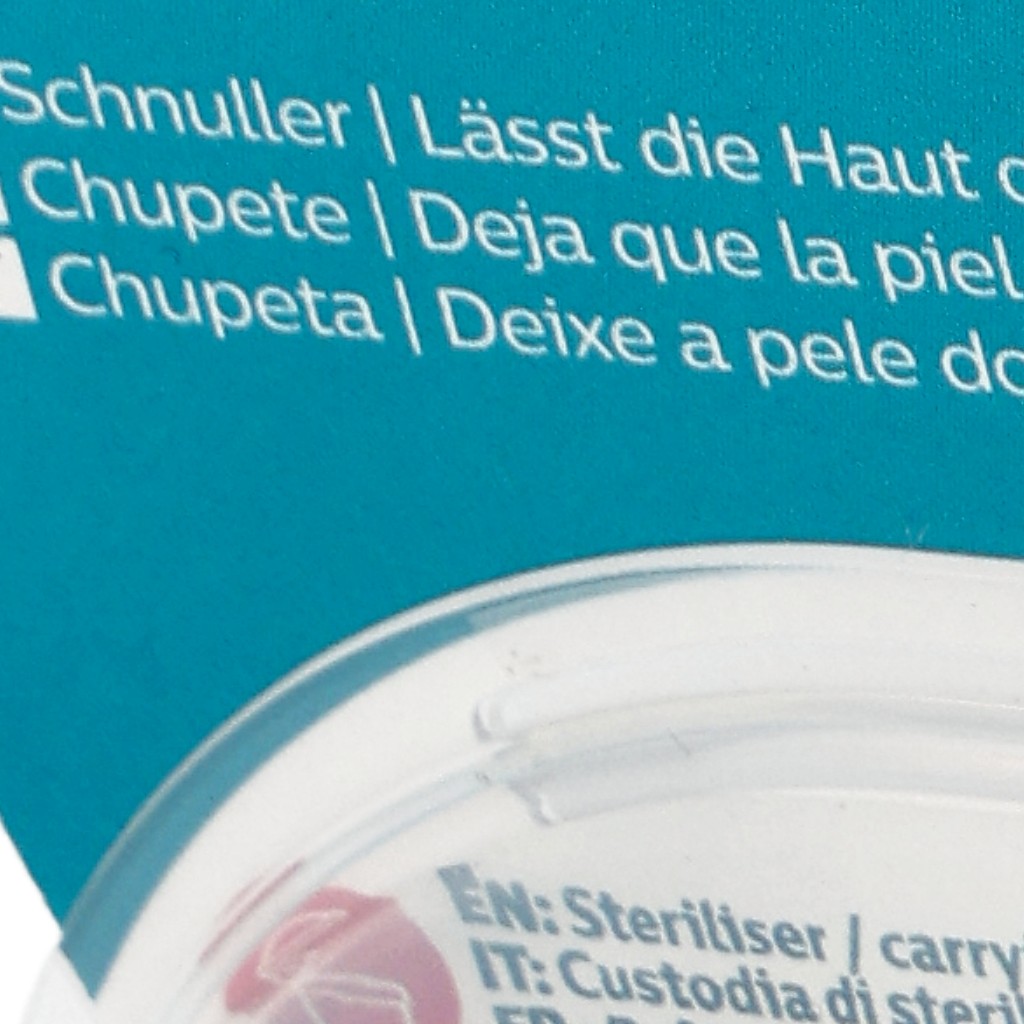 Schnuller | Lässt die Haut
Chupete | Deja que la piel
Chupeta | Deixe a pele
EN: Steriliser / carry
IT: Custodia di steril